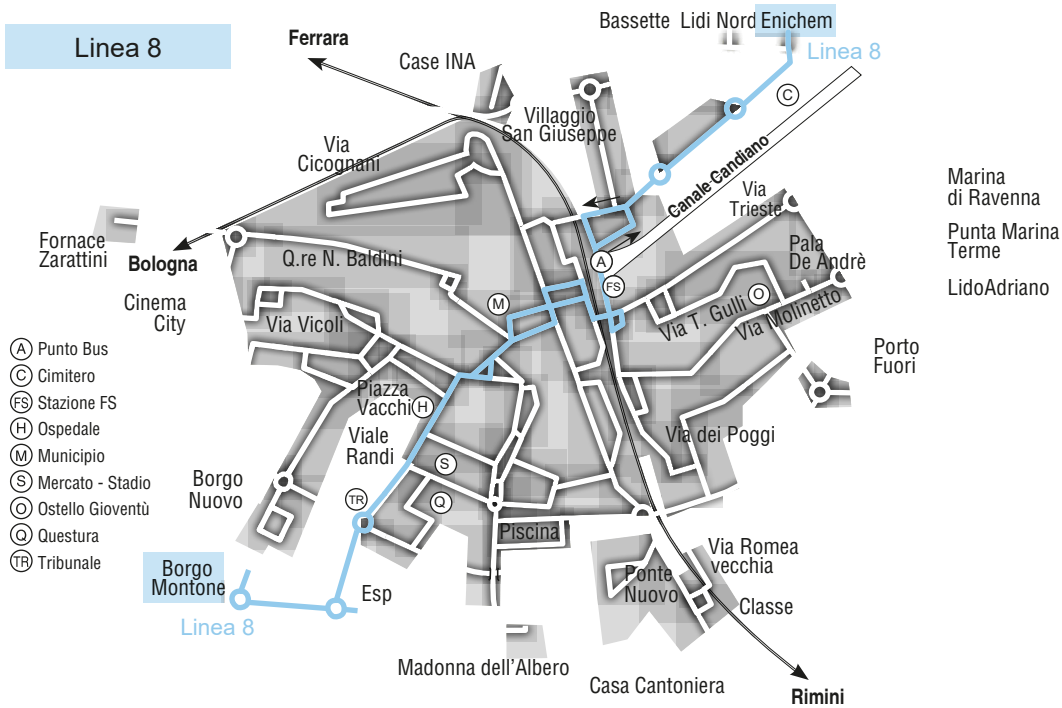 Linea 8
Ferrara
Case INA
Bassette
Lidi Nord
Enichem
Linea 8
C
Villaggio
San Giuseppe
Via
Cicognani
Canale Candiano
Via
Trieste
Marina
di Ravenna
Punta Marina
Terme
LidoAdriano
Fornace
Zarattini
Bologna
Q.re N. Baldini
A
FS
M
Pala
De Andrè
O
Via T. Gulli
Via Molinetto
Cinema
City
Via Vicoli
Porto
Fuori
A Punto Bus
C Cimitero
FS Stazione FS
H Ospedale
M Municipio
S Mercato - Stadio
O Ostello Gioventù
Q Questura
TR Tribunale
Piazza
Vacchi
H
Viale
Randi
Via dei Poggi
S
Borgo
Nuovo
TR
Q
Piscina
Via Romea
vecchia
Borgo
Montone
Esp
Ponte
Nuovo
Classe
Linea 8
Madonna dell'Albero
Casa Cantoniera
Rimini